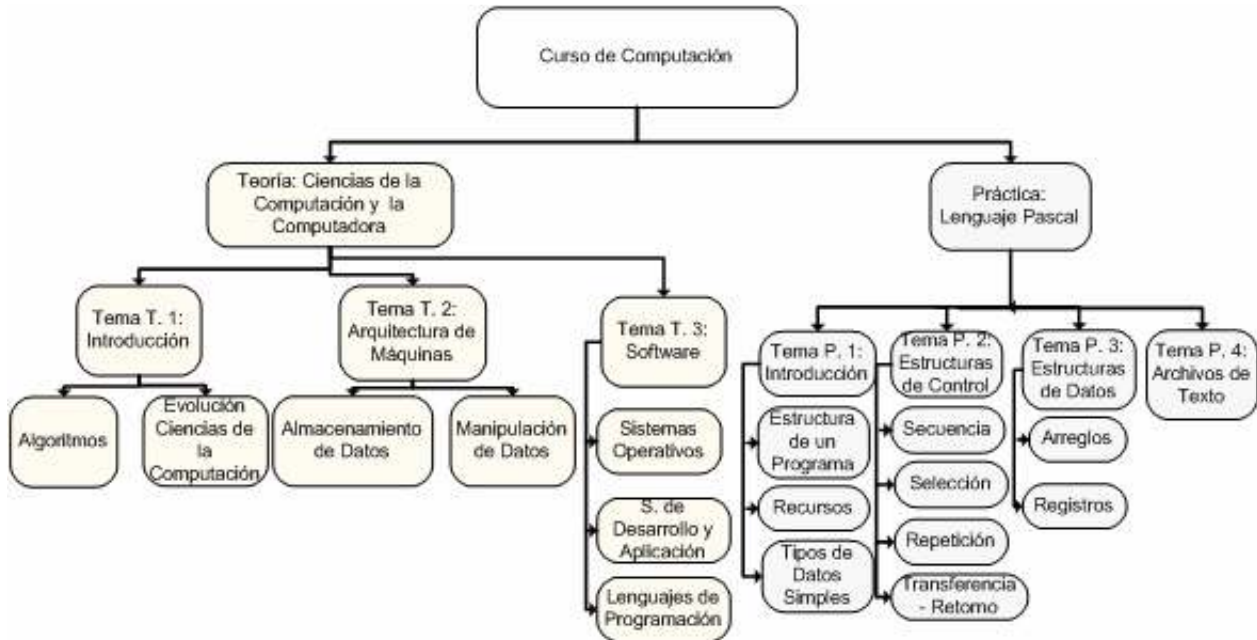 Curso de Computación
Teoría: Ciencias de la
Computación y la
Computadora
Práctica:
Lenguaje Pascal
Tema T. 1:
Introducción
Tema T. 2:
Arquitectura de
Máquinas
Tema T. 3:
Software
Tema P. 1:
Introducción
Tema P. 2:
Estructuras
de Control
Tema P. 3:
Estructuras
de Datos
Tema P. 4:
Archivos de
Texto
Algoritmos
Evolución
Ciencias de
la
Computación
Almacenamiento
de Datos
Manipulación
de Datos
Sistemas
Operativos
S. de
Desarrollo y
Aplicación
Lenguajes de
Programación
Estructura
de un
Programa
Recursos
Tipos de
Datos
Simples
Secuencia
Selección
Repetición
Transferencia
- Retorno
Arreglos
Registros